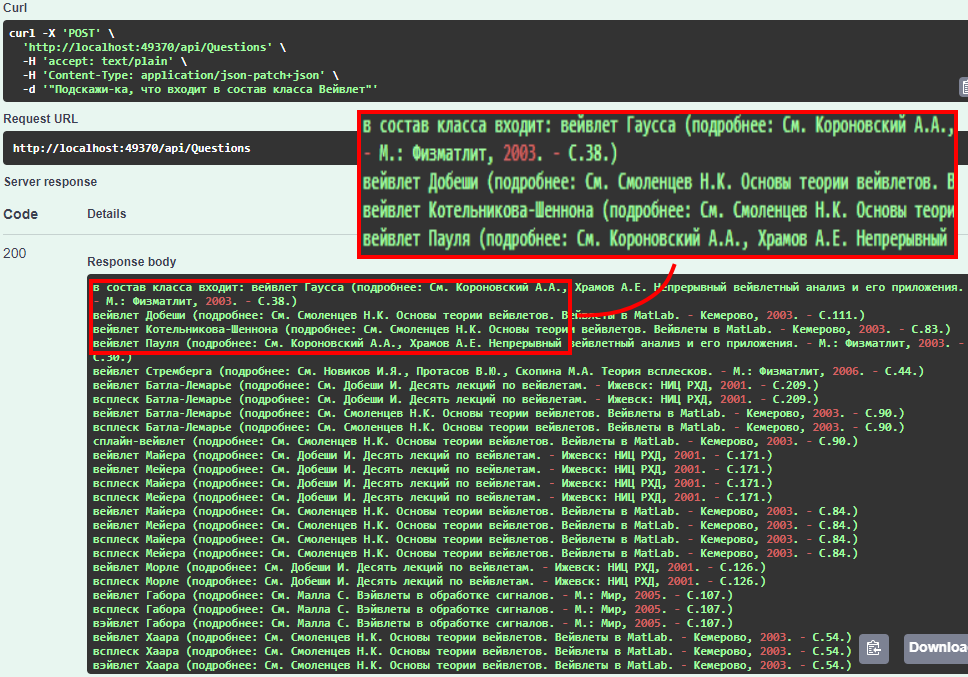 Curl
curl -X 'POST' \
'http://localhost:49370/api/Questions' \
-H 'accept: text/plain' \
-H 'Content-Type: application/json-patch+json' \
-d '"Подскажи-ка, что входит в состав класса Вейвлет"'
Request URL
http://localhost:49370/api/Questions
Server response
Code Details
200
Response body
в состав класса входит: вейвлет Гаусса (подробнее: См. Короновский А.А.,
- М.: Физматлит, 2003. - С.38.)
вейвлет Добеши (подробнее: См. Смоленцев Н.К. Основы теории вейвлетов. В
вейвлет Котельникова-Шеннона (подробнее: См. Смоленцев Н.К. Основы теори
вейвлет Пауля (подробнее: См. Короновский А.А., Храмов А.Е. Непрерывный
в состав класса входит: вейвлет Гаусса (подробнее: См. Короновский А.А., Храмов А.Е. Непрерывный вейвлетный анализ и его приложения.
- М.: Физматлит, 2003. - С.38.)
вейвлет Добеши (подробнее: См. Смоленцев Н.К. Основы теории вейвлетов. Вейвлеты в MatLab. - Кемерово, 2003. - С.111.)
вейвлет Котельникова-Шеннона (подробнее: См. Смоленцев Н.К. Основы теории вейвлетов. Вейвлеты в MatLab. - Кемерово, 2003. - С.83.)
вейвлет Пауля (подробнее: См. Короновский А.А., Храмов А.Е. Непрерывный вейвлетный анализ и его приложения. - М.: Физматлит, 2003. -
С.30.)
вейвлет Стремберга (подробнее: См. Новиков И.Я., Протасов В.Ю., Скопина М.А. Теория всплесков. - М.: Физматлит, 2006. - С.44.)
вейвлет Батла-Лемарье (подробнее: См. Добеши И. Десять лекций по вейвлетам. - Ижевск: НИЦ РХД, 2001. - С.209.)
всплеск Батла-Лемарье (подробнее: См. Добеши И. Десять лекций по вейвлетам. - Ижевск: НИЦ РХД, 2001. - С.209.)
вейвлет Батла-Лемарье (подробнее: См. Смоленцев Н.К. Основы теории вейвлетов. Вейвлеты в MatLab. - Кемерово, 2003. - С.90.)
всплеск Батла-Лемарье (подробнее: См. Смоленцев Н.К. Основы теории вейвлетов. Вейвлеты в MatLab. - Кемерово, 2003. - С.90.)
сплайн-вейвлет (подробнее: См. Смоленцев Н.К. Основы теории вейвлетов. Вейвлеты в MatLab. - Кемерово, 2003. - С.90.)
вейвлет Майера (подробнее: См. Добеши И. Десять лекций по вейвлетам. - Ижевск: НИЦ РХД, 2001. - С.171.)
вейвлет Мейера (подробнее: См. Добеши И. Десять лекций по вейвлетам. - Ижевск: НИЦ РХД, 2001. - С.171.)
всплеск Майера (подробнее: См. Добеши И. Десять лекций по вейвлетам. - Ижевск: НИЦ РХД, 2001. - С.171.)
всплеск Мейера (подробнее: См. Добеши И. Десять лекций по вейвлетам. - Ижевск: НИЦ РХД, 2001. - С.171.)
вейвлет Майера (подробнее: См. Смоленцев Н.К. Основы теории вейвлетов. Вейвлеты в MatLab. - Кемерово, 2003. - С.84.)
вейвлет Мейера (подробнее: См. Смоленцев Н.К. Основы теории вейвлетов. Вейвлеты в MatLab. - Кемерово, 2003. - С.84.)
всплеск Майера (подробнее: См. Смоленцев Н.К. Основы теории вейвлетов. Вейвлеты в MatLab. - Кемерово, 2003. - С.84.)
всплеск Мейера (подробнее: См. Смоленцев Н.К. Основы теории вейвлетов. Вейвлеты в MatLab. - Кемерово, 2003. - С.84.)
вейвлет Морле (подробнее: См. Добеши И. Десять лекций по вейвлетам. - Ижевск: НИЦ РХД, 2001. - С.126.)
всплеск Морле (подробнее: См. Добеши И. Десять лекций по вейвлетам. - Ижевск: НИЦ РХД, 2001. - С.126.)
вейвлет Габора (подробнее: См. Малла С. Вэйвлеты в обработке сигналов. - М.: Мир, 2005. - С.107.)
всплеск Габора (подробнее: См. Малла С. Вэйвлеты в обработке сигналов. - М.: Мир, 2005. - С.107.)
вэйвлет Габора (подробнее: См. Малла С. Вэйвлеты в обработке сигналов. - М.: Мир, 2005. - С.107.)
вейвлет Хаара (подробнее: См. Смоленцев Н.К. Основы теории вейвлетов. Вейвлеты в MatLab. - Кемерово, 2003. - С.54.)
всплеск Хаара (подробнее: См. Смоленцев Н.К. Основы теории вейвлетов. Вейвлеты в MatLab. - Кемерово, 2003. - С.54.)
вэйвлет Хаара (подробнее: См. Смоленцев Н.К. Основы теории вейвлетов. Вейвлеты в MatLab. - Кемерово, 2003. - С.54.)
Downloa